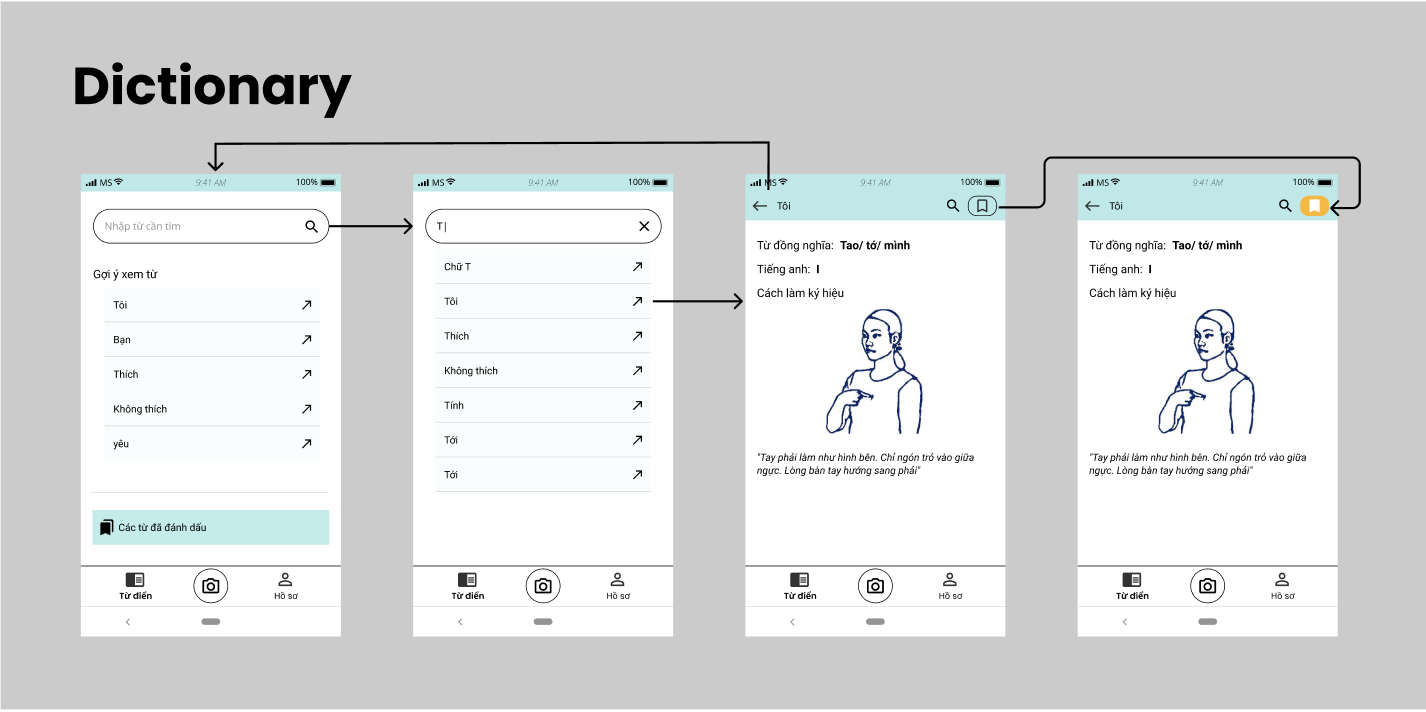 Dictionary
MS 9:41 AM 100%
Nhập từ cần tìm
Gợi ý xem từ
Tôi
Bạn
Thích
Không thích
yêu
Các từ đã đánh dấu
Từ điển Hồ sơ
MS 9:41 AM 100%
T|
Chữ T
Tôi
Thích
Không thích
Tính
Tới
Tới
Từ điển Hồ sơ
MS 9:41 AM 100%
Tôi
Từ đồng nghĩa: Tao/ tớ/ mình
Tiếng anh: I
Cách làm ký hiệu
"Tay phải làm như hình bên. Chỉ ngón trỏ vào giữa
ngực. Lòng bàn tay hướng sang phải"
Từ điển Hồ sơ
MS 9:41 AM 100%
Tôi
Từ đồng nghĩa: Tao/ tớ/ mình
Tiếng anh: I
Cách làm ký hiệu
"Tay phải làm như hình bên. Chỉ ngón trỏ vào giữa
ngực. Lòng bàn tay hướng sang phải"
Từ điển Hồ sơ